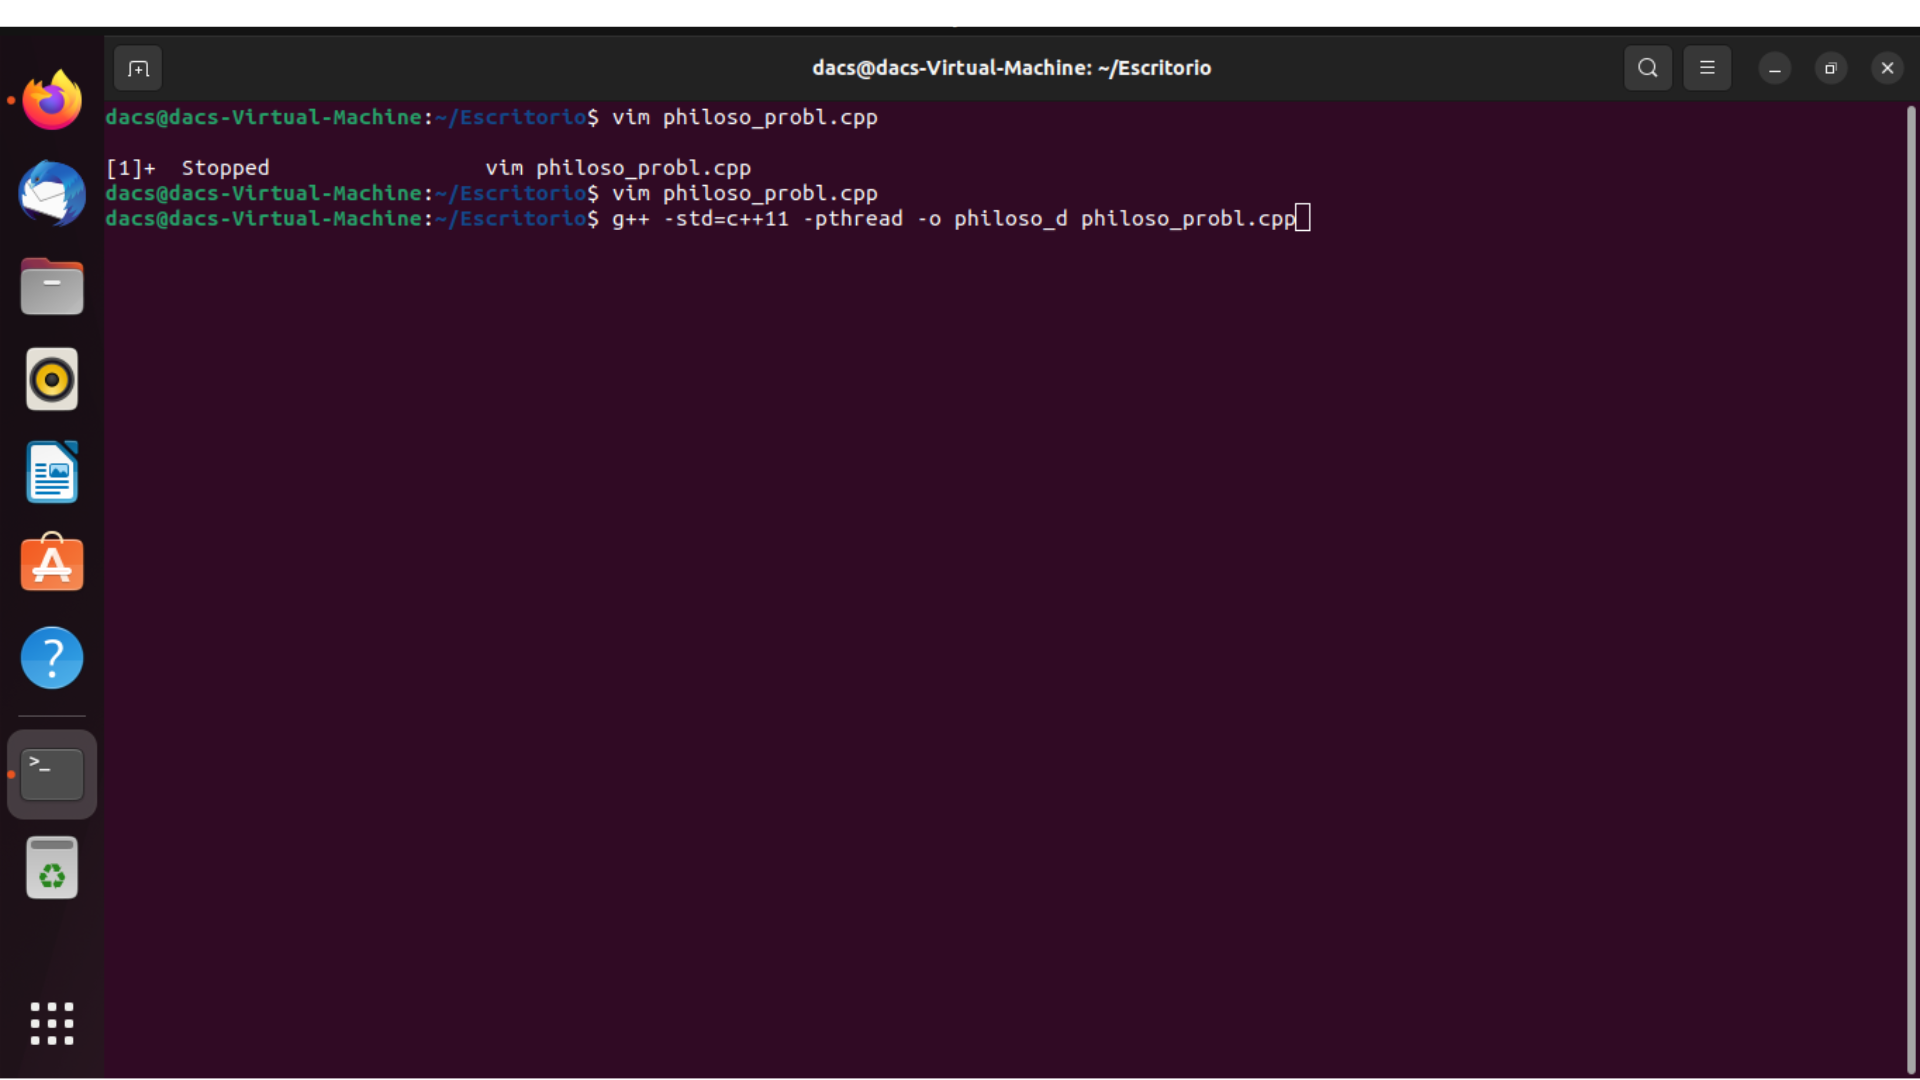 dacs@dacs-Virtual-Machine: ~/Escritorio
dacs@dacs-Virtual-Machine:~/Escritorio$ vim philoso_probl.cpp
[1]+  Stopped                 vim philoso_probl.cpp
dacs@dacs-Virtual-Machine:~/Escritorio$ vim philoso_probl.cpp
dacs@dacs-Virtual-Machine:~/Escritorio$ g++ -std=c++11 -pthread -o philoso_d philoso_probl.cpp